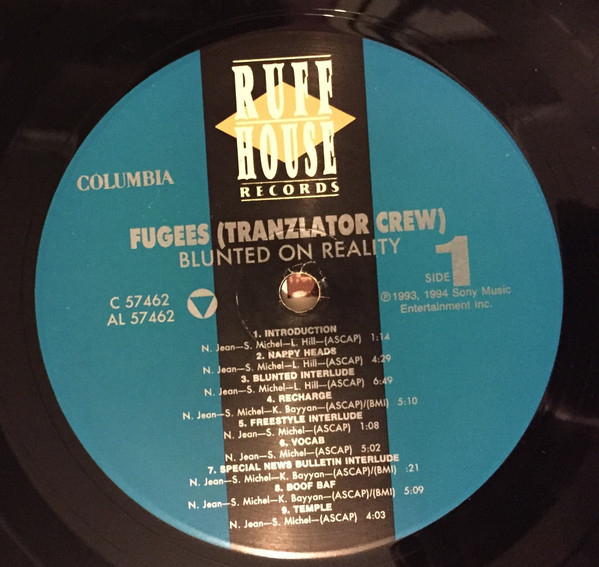 RUFF
HOUSE
RECORDS
COLUMBIA
FUGEES (TRANZLATOR CREW)
BLUNTED ON REALITY
SIDE 1
C 57462
AL 57462
℗1993, 1994 Sony Music
Entertainment Inc.
1. INTRODUCTION
N. Jean—S. Michel—L. Hill—(ASCAP) 1:14
2. NAPPY HEADS
N. Jean—S. Michel—L. Hill—(ASCAP) 4:29
3. BLUNTED INTERLUDE
N. Jean—S. Michel—L. Hill—(ASCAP) 6:49
4. RECHARGE
N. Jean—S. Michel—K. Bayyan—(ASCAP)/(BMI) 5:10
5. FREESTYLE INTERLUDE
N. Jean—S. Michel—(ASCAP) 1:08
6. VOCAB
N. Jean—S. Michel—(ASCAP) 5:02
7. SPECIAL NEWS BULLETIN INTERLUDE
N. Jean—S. Michel—K. Bayyan—(ASCAP)/(BMI) :21
8. BOOF BAF
N. Jean—S. Michel—K. Bayyan—(ASCAP)/(BMI) 5:09
9. TEMPLE
N. Jean—S. Michel—(ASCAP) 4:03